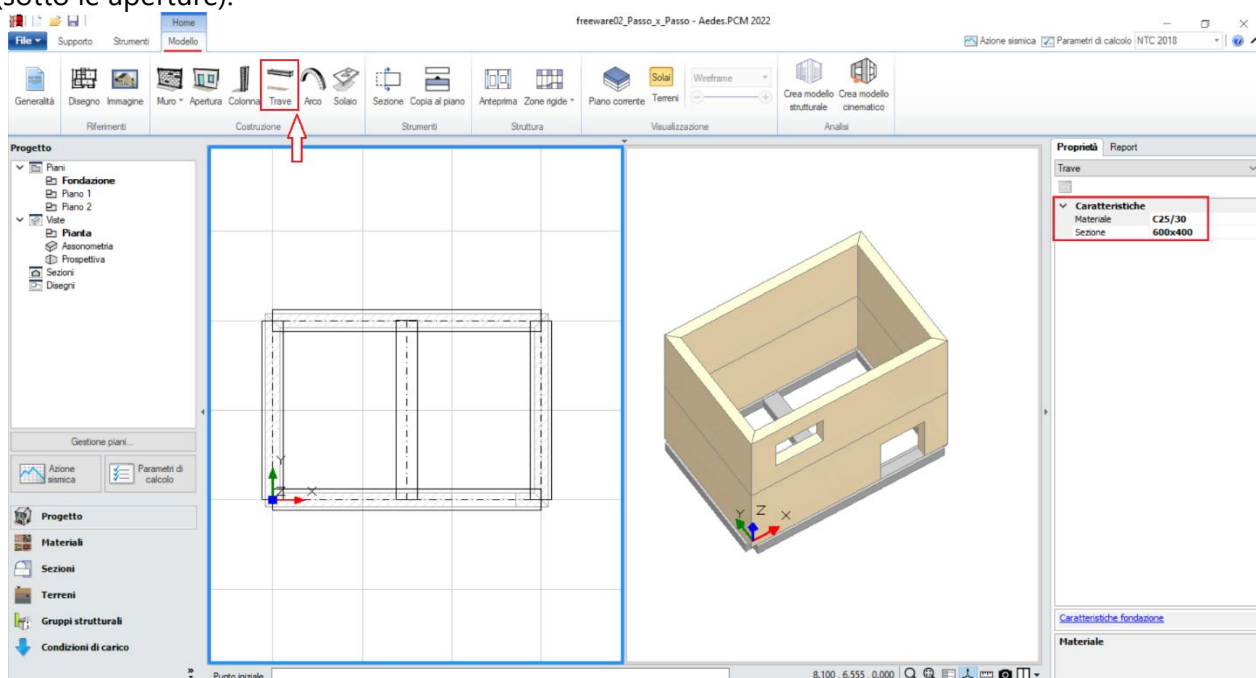 (sotto le aperture).
freeware02_Passo_x_Passo - Aedes.PCM 2022
Home
File Supporto Strumenti Modello
Azione sismica Parametri di calcolo NTC 2018
Generalità Disegno Immagine Muro Apertura Colonna Trave Arco Solaio Sezione Copia al piano Anteprima Zone rigide Piano corrente Solai Terreni Wireframe Crea modello strutturale Crea modello cinematico
Riferimenti Costruzione Strumenti Struttura Visualizzazione Analisi
Progetto
Piani
Fondazione
Piano 1
Piano 2
Viste
Pianta
Assonometria
Prospettiva
Sezioni
Disegni
Gestione piani...
Azione sismica
Parametri di calcolo
Progetto
Materiali
Sezioni
Terreni
Gruppi strutturali
Condizioni di carico
Y
Z X
Y Z X
Proprietà Report
Trave
Caratteristiche
Materiale C25/30
Sezione 600x400
Caratteristiche fondazione
Materiale
Punto iniziale
8.100 , 6.555 , 0.000